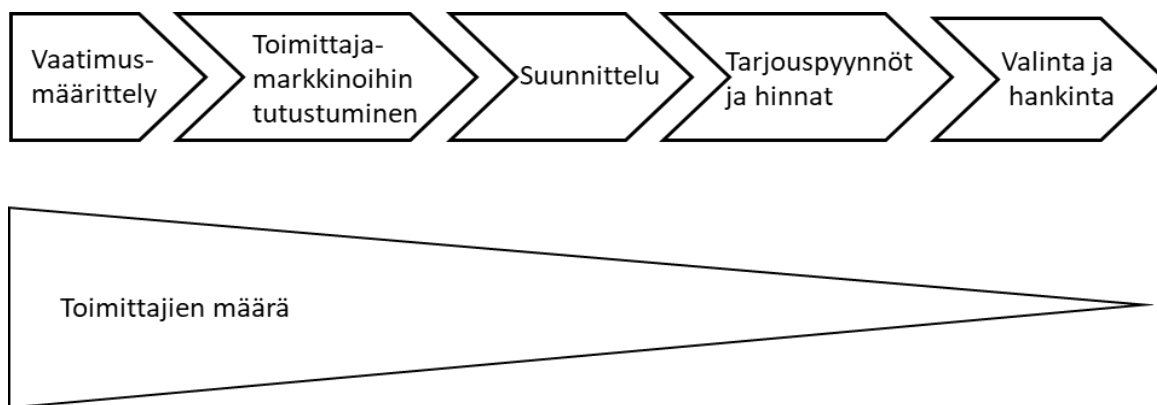 Vaatimus-
määrittely
Toimittaja-
markkinoihin
tutustuminen
Suunnittelu
Tarjouspyynnöt
ja hinnat
Valinta ja
hankinta
Toimittajien määrä